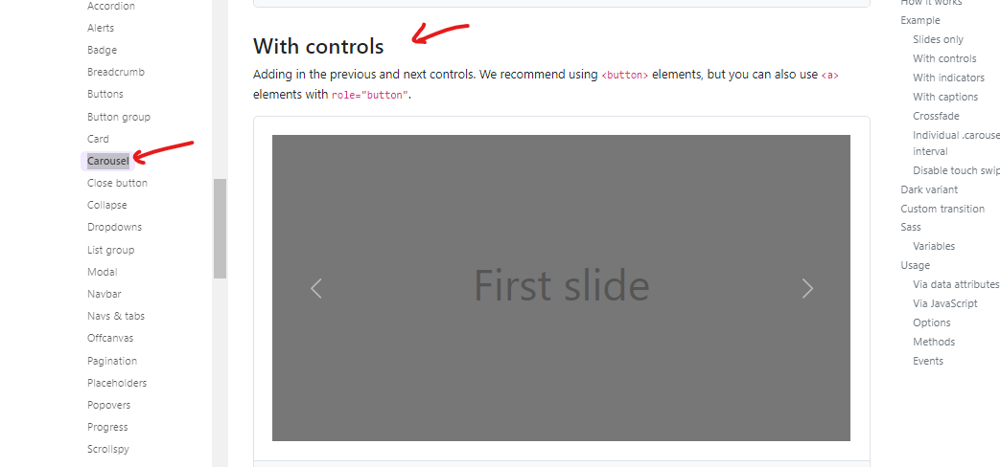 Accordion
Alerts
Badge
Breadcrumb
Buttons
Button group
Card
Carousel
Close button
Collapse
Dropdowns
List group
Modal
Navbar
Navs & tabs
Offcanvas
Pagination
Placeholders
Popovers
Progress
Scrollspy
With controls
Adding in the previous and next controls. We recommend using <button> elements, but you can also use <a>
elements with role="button".
First slide
How it works
Example
Slides only
With controls
With indicators
With captions
Crossfade
Individual .carouse
interval
Disable touch swip
Dark variant
Custom transition
Sass
Variables
Usage
Via data attributes
Via JavaScript
Options
Methods
Events